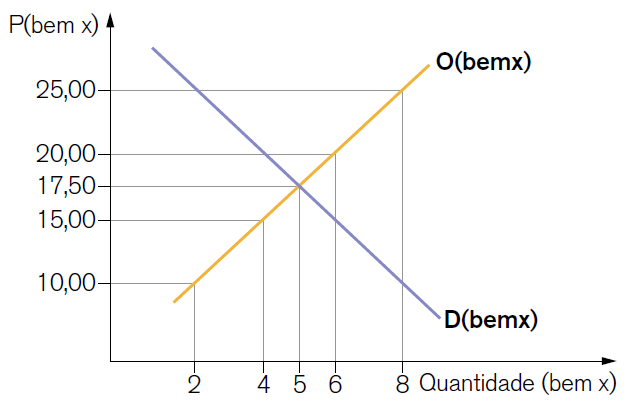 P(bem x)
O(bemx)
25,00
20,00
17,50
15,00
10,00
D(bemx)
2 4 5 6 8 Quantidade (bem x)